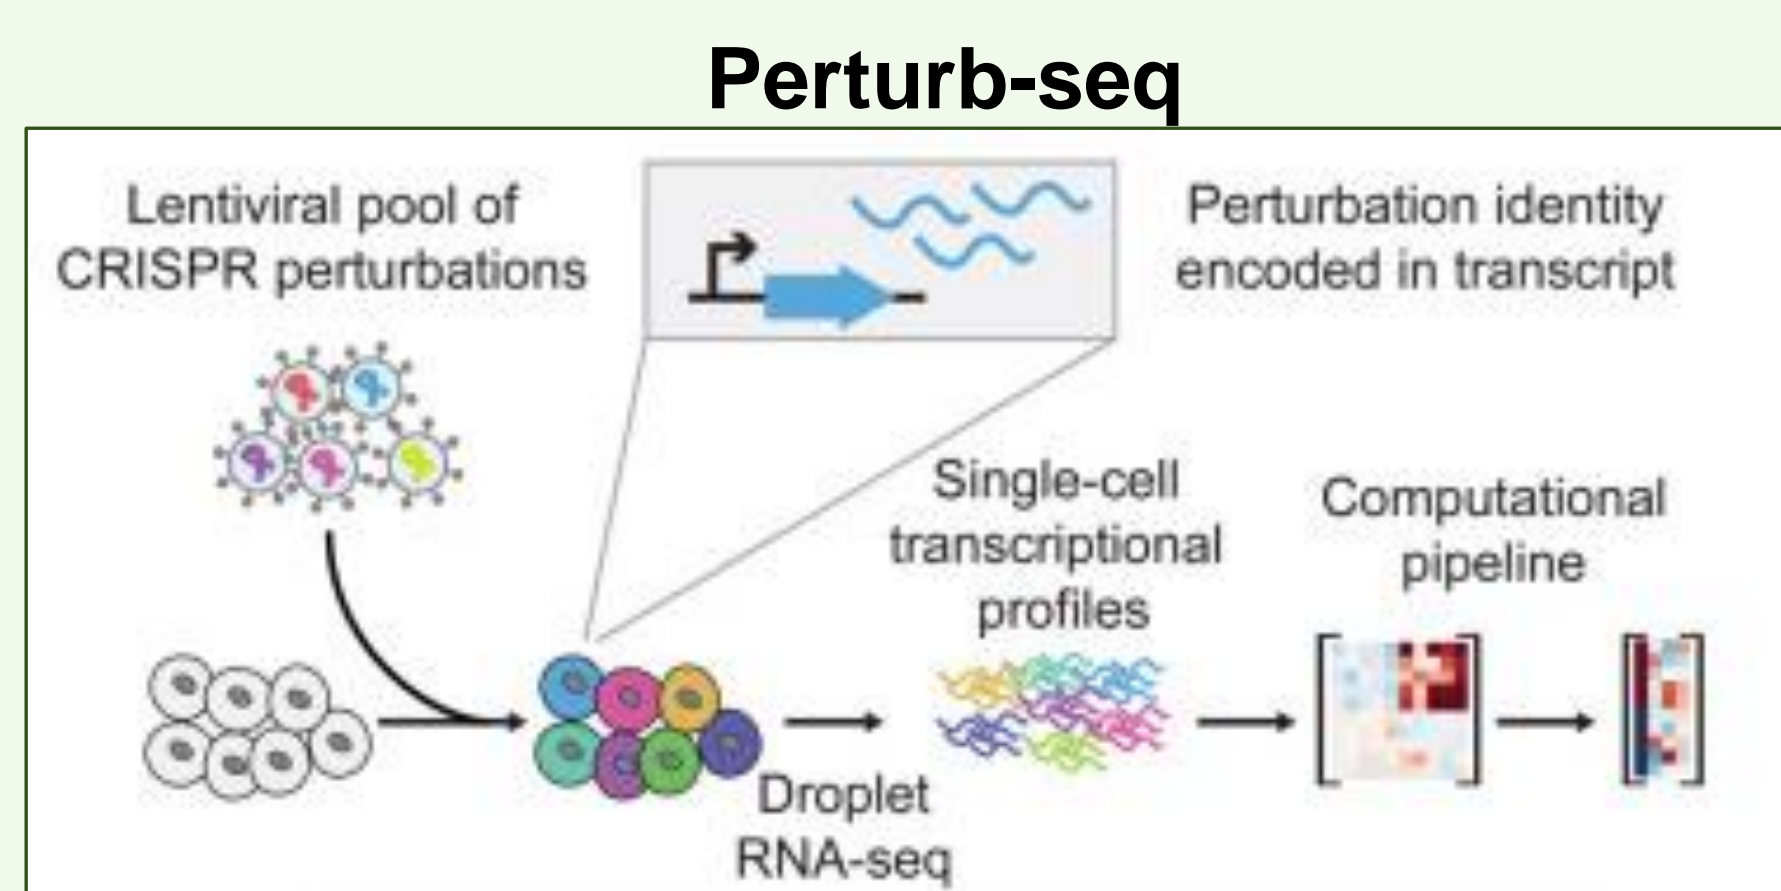 Perturb-seq
Lentiviral pool of
CRISPR perturbations
Perturbation identity
encoded in transcript
Single-cell
transcriptional
profiles
Computational
pipeline
Droplet
RNA-seq